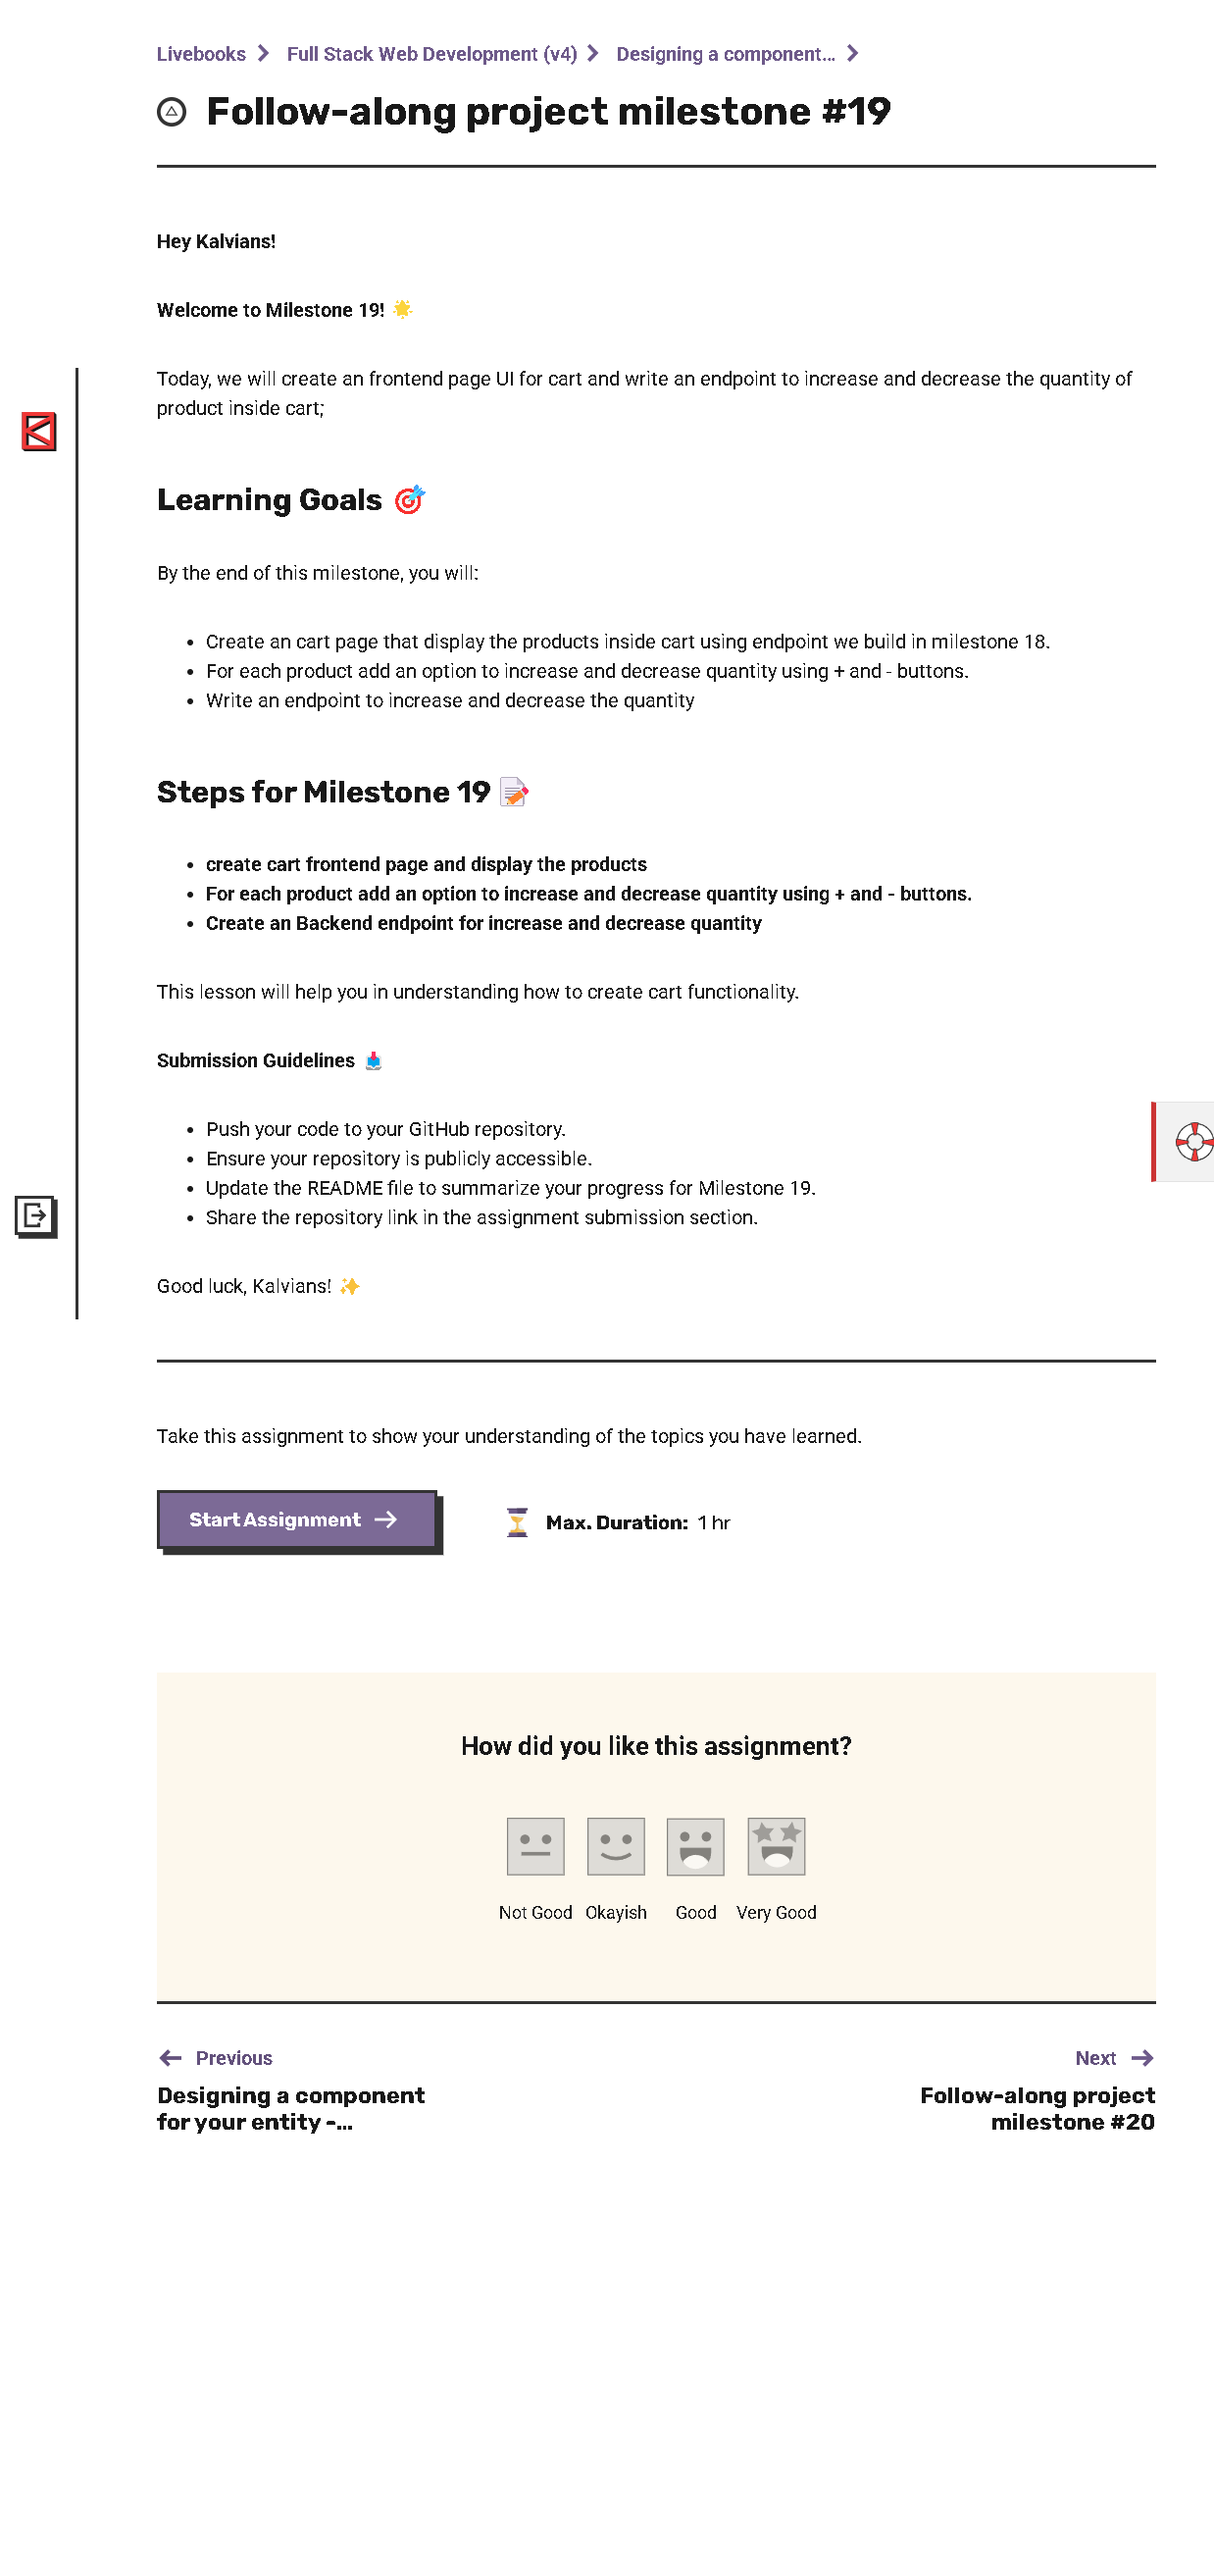 Livebooks > Full Stack Web Development (v4) > Designing a component... >
Follow-along project milestone #19
Hey Kalvians!
Welcome to Milestone 19! 🌟
Today, we will create an frontend page UI for cart and write an endpoint to increase and decrease the quantity of
product inside cart;
Learning Goals 🎯
By the end of this milestone, you will:
• Create an cart page that display the products inside cart using endpoint we build in milestone 18.
• For each product add an option to increase and decrease quantity using + and - buttons.
• Write an endpoint to increase and decrease the quantity
Steps for Milestone 19 📝
• create cart frontend page and display the products
• For each product add an option to increase and decrease quantity using + and - buttons.
• Create an Backend endpoint for increase and decrease quantity
This lesson will help you in understanding how to create cart functionality.
Submission Guidelines 📥
• Push your code to your GitHub repository.
• Ensure your repository is publicly accessible.
• Update the README file to summarize your progress for Milestone 19.
• Share the repository link in the assignment submission section.
Good luck, Kalvians! ✨
Take this assignment to show your understanding of the topics you have learned.
Start Assignment → ⏳ Max. Duration: 1 hr
How did you like this assignment?
Not Good Okayish Good Very Good
← Previous
Designing a component
for your entity -...
Next →
Follow-along project
milestone #20